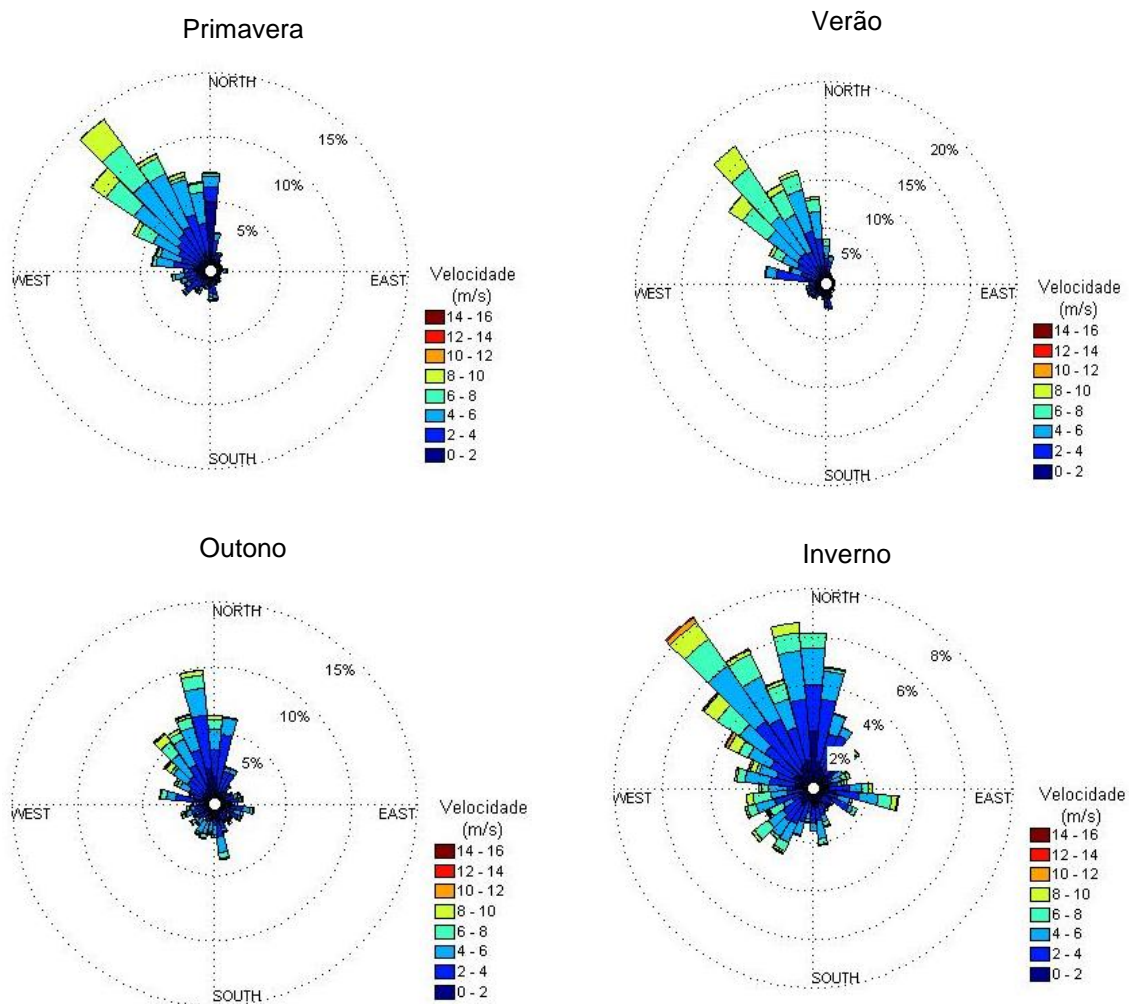 Primavera
NORTH
15%
10%
5%
WEST
EAST
SOUTH
Velocidade
(m/s)
14 - 16
12 - 14
10 - 12
8 - 10
6 - 8
4 - 6
2 - 4
0 - 2
Verão
NORTH
20%
15%
10%
5%
WEST
EAST
SOUTH
Velocidade
(m/s)
14 - 16
12 - 14
10 - 12
8 - 10
6 - 8
4 - 6
2 - 4
0 - 2
Outono
NORTH
15%
10%
5%
WEST
EAST
SOUTH
Velocidade
(m/s)
14 - 16
12 - 14
10 - 12
8 - 10
6 - 8
4 - 6
2 - 4
0 - 2
Inverno
NORTH
8%
6%
4%
2%
WEST
EAST
SOUTH
Velocidade
(m/s)
14 - 16
12 - 14
10 - 12
8 - 10
6 - 8
4 - 6
2 - 4
0 - 2